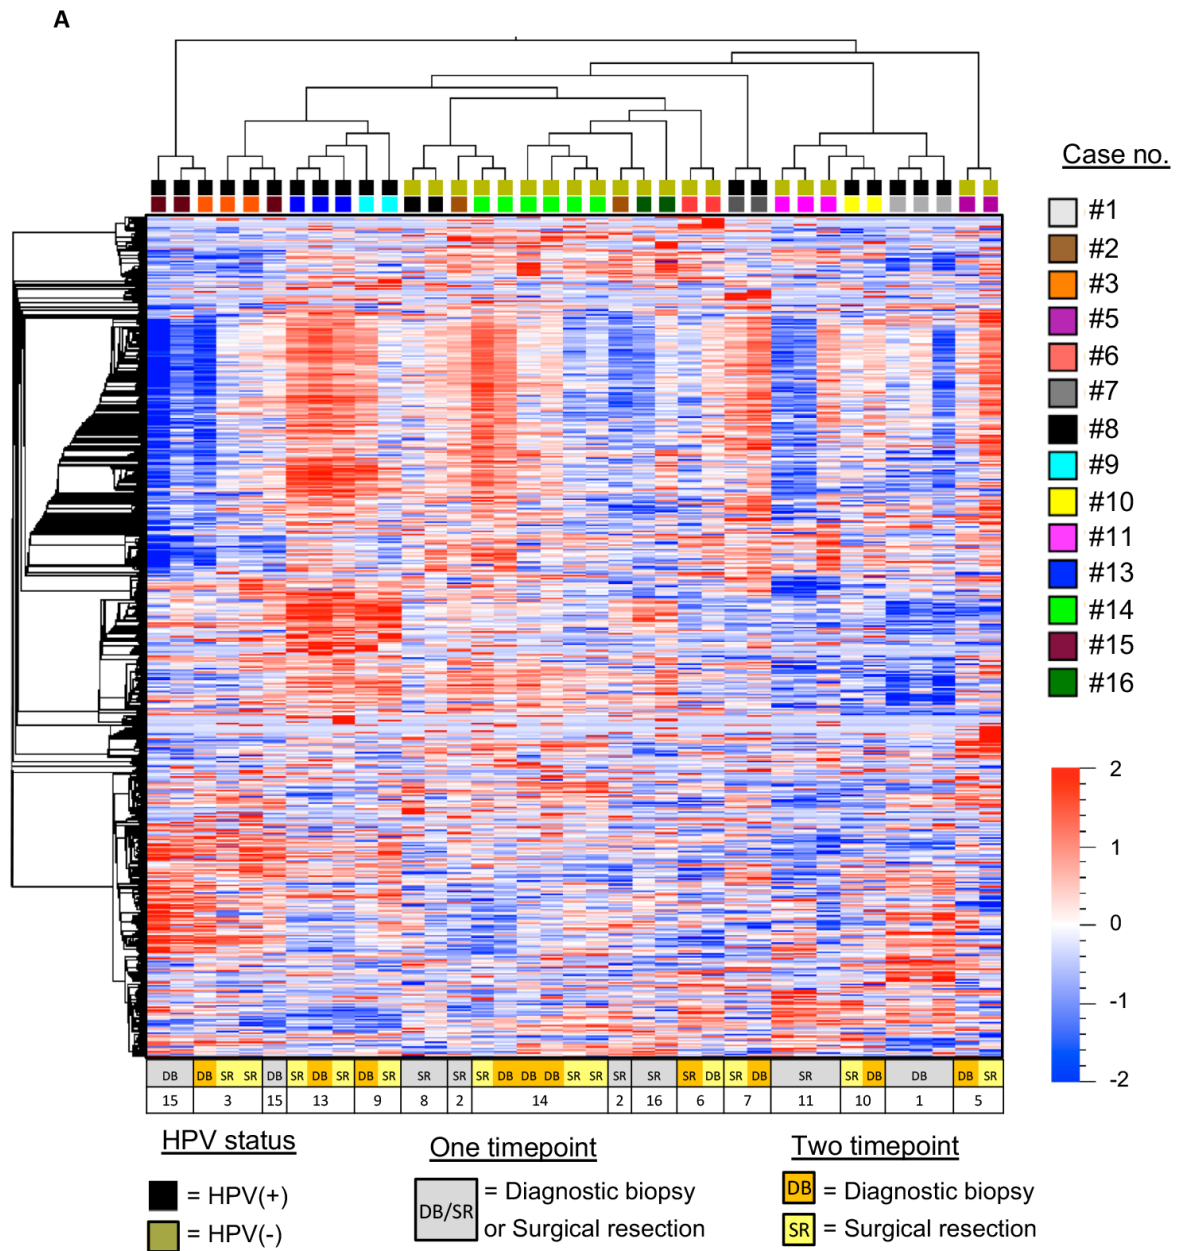 A
Case no.
#1
#2
#3
#5
#6
#7
#8
#9
#10
#11
#13
#14
#15
#16
2
1
0
-1
-2
DB DB SR SR DB SR DB SR DB SR SR SR SR DB DB DB SR SR SR SR SR DB SR DB SR SR DB DB DB SR
15 3 15 13 9 8 2 14 2 16 6 7 11 10 1 5
HPV status
= HPV(+)
= HPV(-)
One timepoint
DB/SR = Diagnostic biopsy
or Surgical resection
Two timepoint
DB = Diagnostic biopsy
SR = Surgical resection